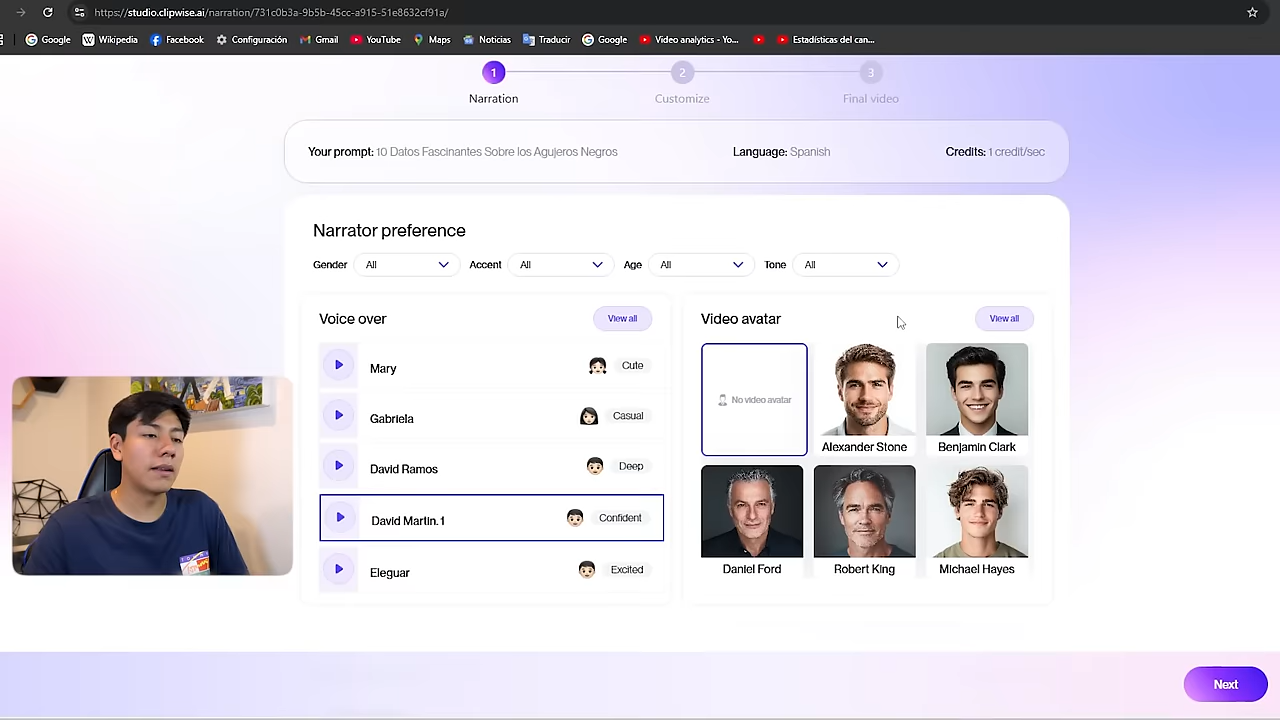 https://studio.clipwise.ai/narration/731c0b3a-9b5b-45cc-a915-51e8632cf91a/
Google Wikipedia Facebook Configuración Gmail YouTube Maps Noticias Traducir Google Video analytics - Yo... Estadísticas del can...
1 2 3
Narration Customize Final video
Your prompt: 10 Datos Fascinantes Sobre los Agujeros Negros Language: Spanish Credits: 1 credit/sec
Narrator preference
Gender All Accent All Age All Tone All
Voice over View all
Mary Cute
Gabriela Casual
David Ramos Deep
David Martin. 1 Confident
Eleguar Excited
Video avatar View all
No video avatar
Alexander Stone Benjamin Clark
Daniel Ford Robert King Michael Hayes
Next